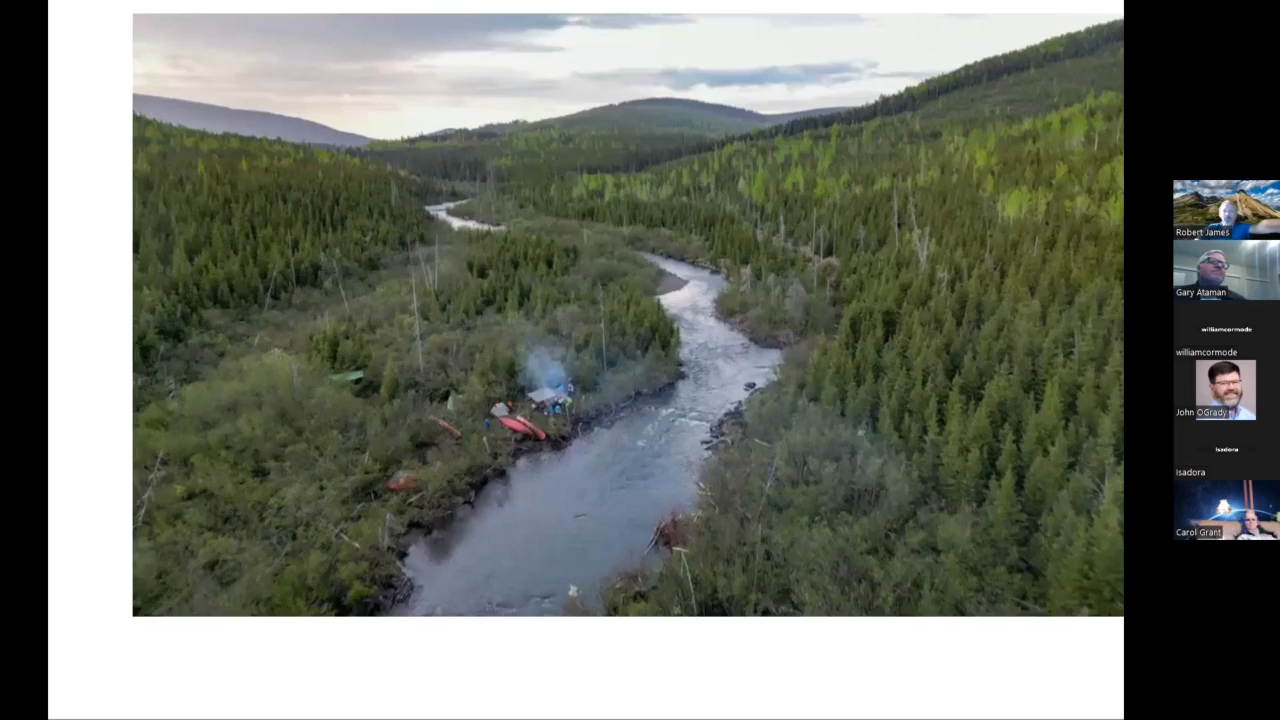 Robert James
Gary Ataman
williamcormode
williamcormode
John OGrady
Isadora
Isadora
Carol Grant